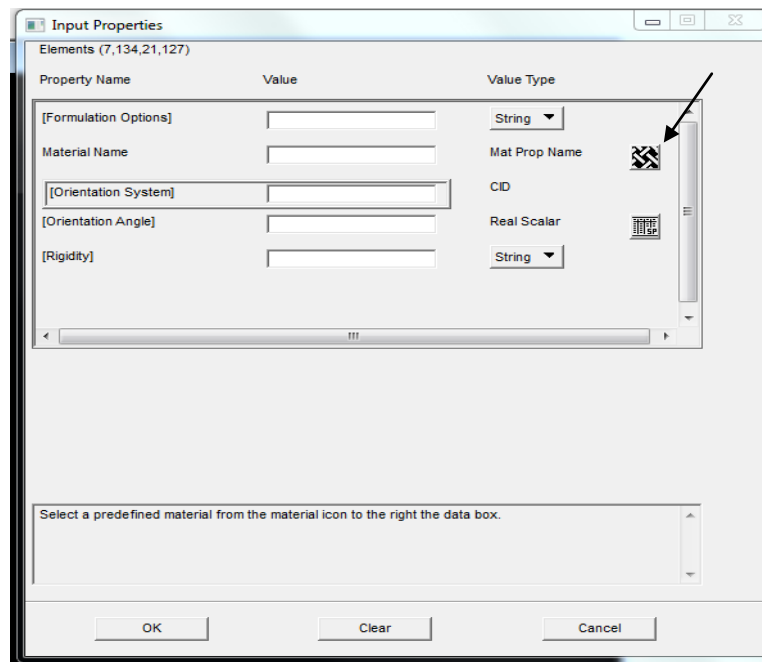 Input Properties
Elements (7,134,21,127)
Property Name Value Value Type
[Formulation Options] String
Material Name Mat Prop Name
[Orientation System] CID
[Orientation Angle] Real Scalar
SP
[Rigidity] String
Select a predefined material from the material icon to the right the data box.
OK Clear Cancel